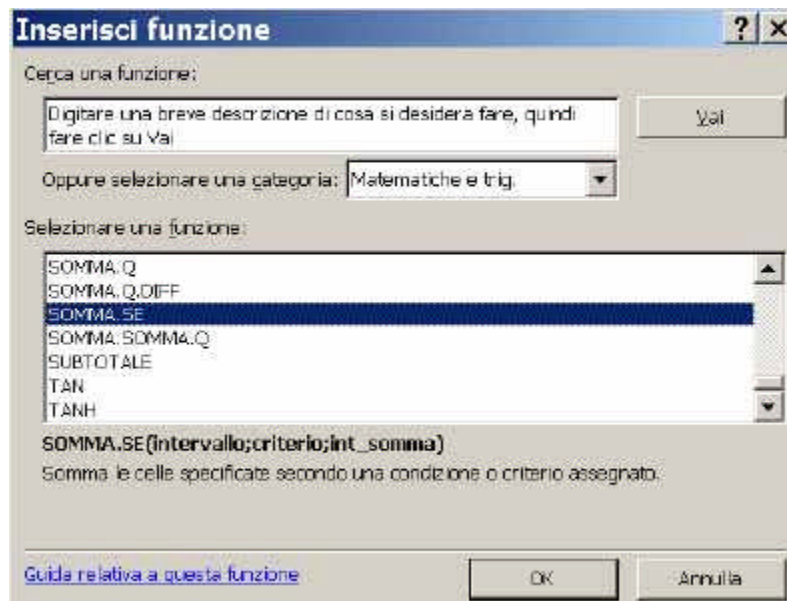 Inserisci funzione
Cerca una funzione:
Digitare una breve descrizione di cosa si desidera fare, quindi
fare clic su Vai
Vai
Oppure selezionare una categoria: Matematiche e trig.
Selezionare una funzione:
SOMMA.Q
SOMMA.Q.DIFF
SOMMA.SE
SOMMA.SOMMA.Q
SUBTOTALE
TAN
TANH
SOMMA.SE(intervallo;criterio;int_somma)
Somma le celle specificate secondo una condizione o criterio assegnato.
Guida relativa a questa funzione
OK
Annulla